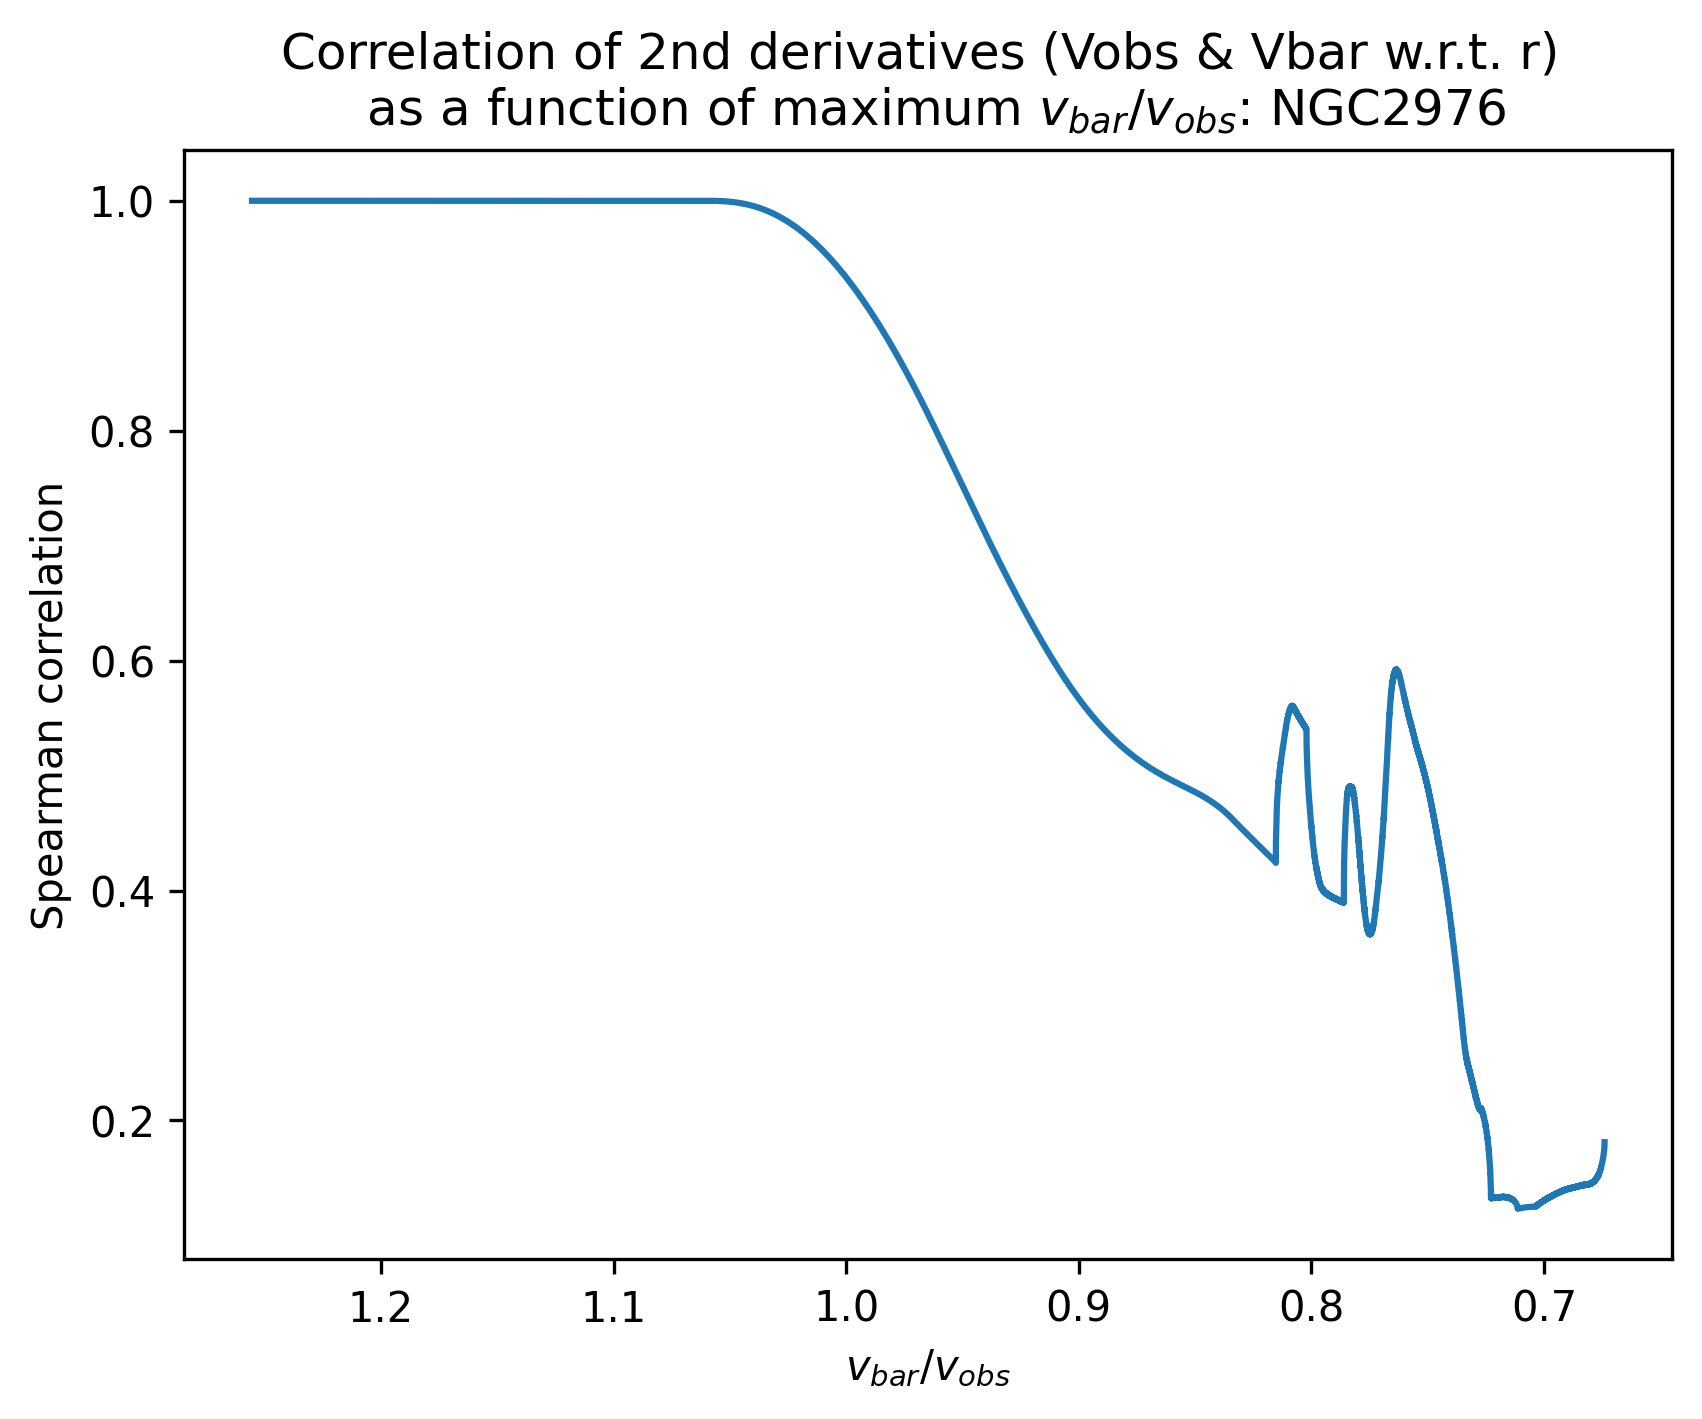 Correlation of 2nd derivatives (Vobs & Vbar w.r.t. r)
as a function of maximum v_bar/v_obs: NGC2976
1.0
0.8
0.6
0.4
0.2
Spearman correlation
1.2 1.1 1.0 0.9 0.8 0.7
v_bar/v_obs